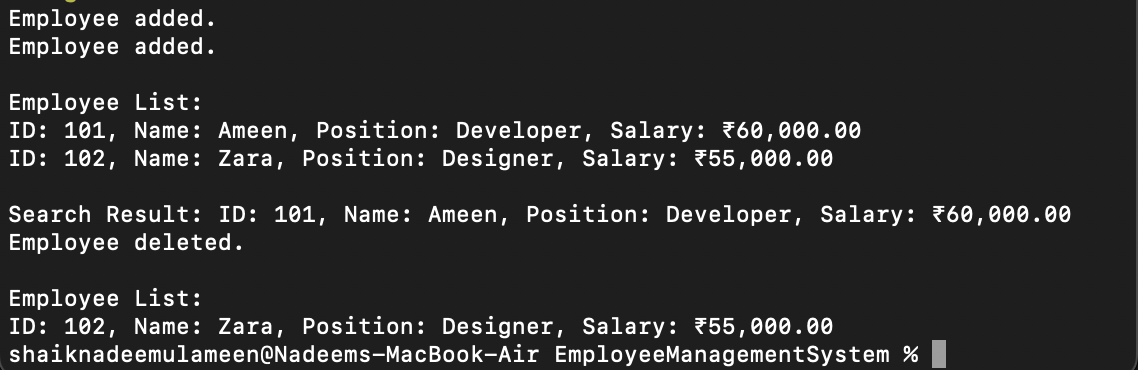 Employee added.
Employee added.
Employee List:
ID: 101, Name: Ameen, Position: Developer, Salary: ₹60,000.00
ID: 102, Name: Zara, Position: Designer, Salary: ₹55,000.00
Search Result: ID: 101, Name: Ameen, Position: Developer, Salary: ₹60,000.00
Employee deleted.
Employee List:
ID: 102, Name: Zara, Position: Designer, Salary: ₹55,000.00
shaiknadeemulameen@Nadeems-MacBook-Air EmployeeManagementSystem %